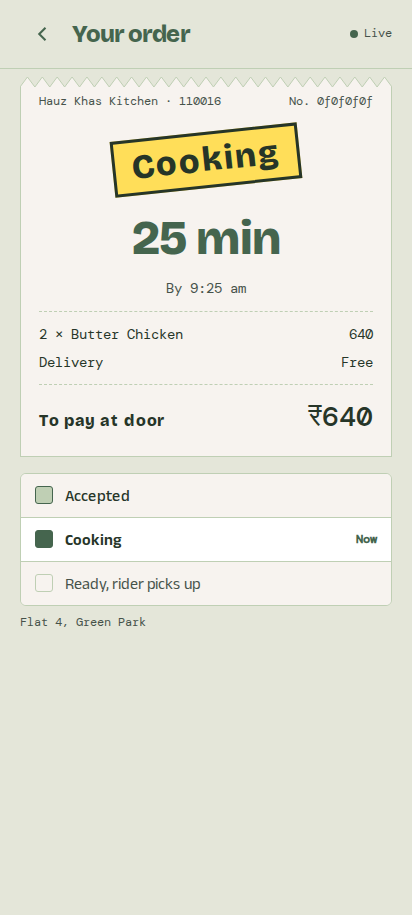 Your order
Live
Hauz Khas Kitchen · 110016
No. 0f0f0f0f
Cooking
25 min
By 9:25 am
2 × Butter Chicken 640
Delivery Free
To pay at door ₹640
Accepted
Cooking Now
Ready, rider picks up
Flat 4, Green Park